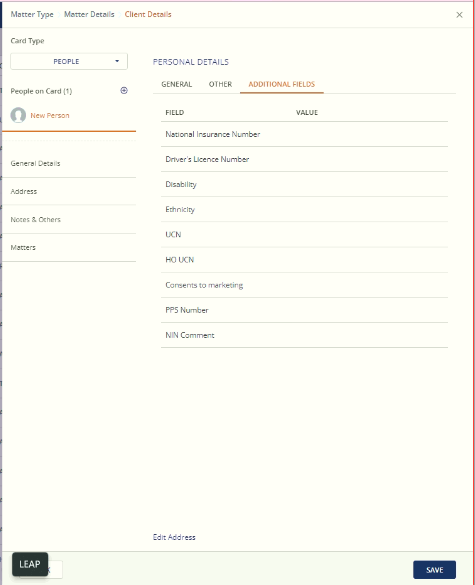 Matter Type Matter Details Client Details
Card Type
PEOPLE
People on Card (1)
New Person
General Details
Address
Notes & Others
Matters
PERSONAL DETAILS
GENERAL OTHER ADDITIONAL FIELDS
FIELD VALUE
National Insurance Number
Driver's Licence Number
Disability
Ethnicity
UCN
HO UCN
Consents to marketing
PPS Number
NIN Comment
Edit Address
LEAP
SAVE